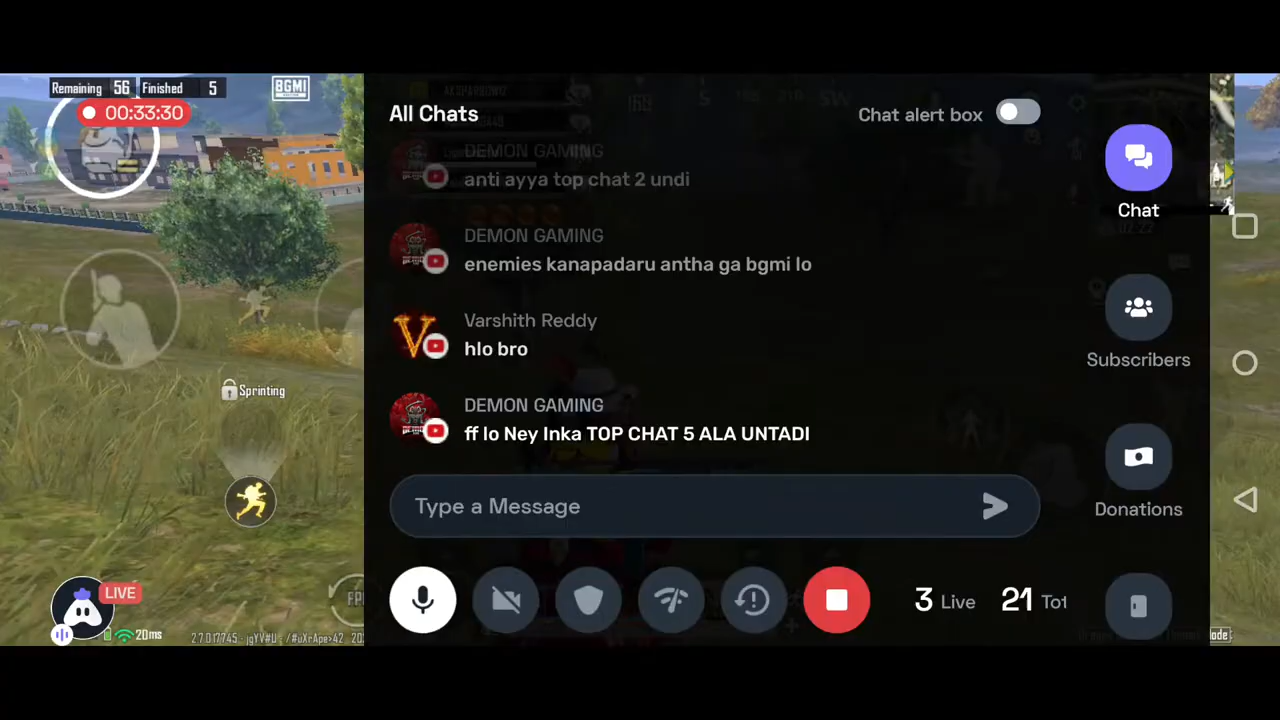 Remaining 56 Finished 5
BGMI
00:33:30
All Chats
Chat alert box
DEMON GAMING
anti ayya top chat 2 undi
DEMON GAMING
enemies kanapadaru antha ga bgmi lo
Varshith Reddy
hlo bro
DEMON GAMING
ff lo Ney Inka TOP CHAT 5 ALA UNTADI
Type a Message
Chat
Subscribers
Donations
Sprinting
LIVE
20ms
3 Live 21 Tot